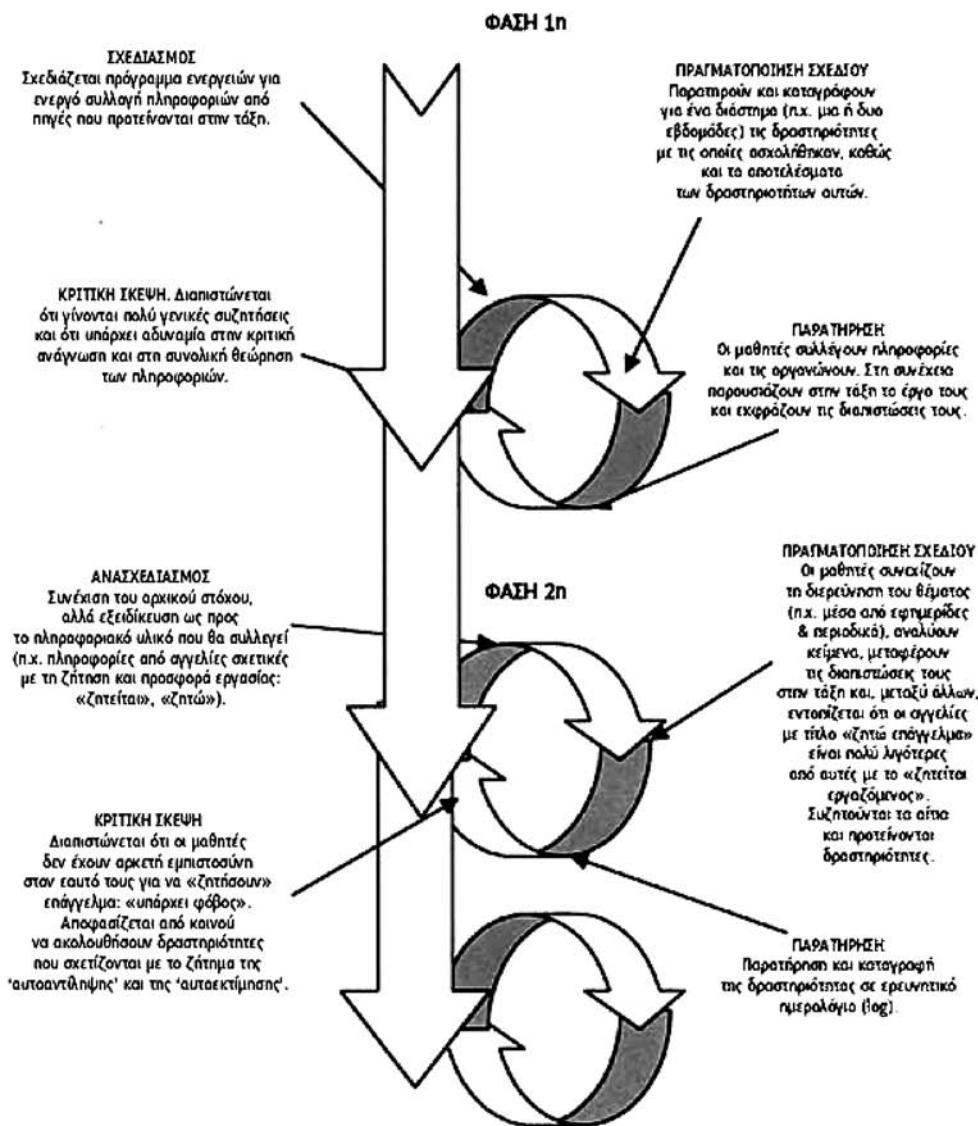 ΦΑΣΗ 1η
ΣΧΕΔΙΑΣΜΟΣ
Σχεδιάζεται πρόγραμμα ενεργειών για
ενεργό συλλογή πληροφοριών από
πηγές που προτείνονται στην τάξη.
ΠΡΑΓΜΑΤΟΠΟΙΗΣΗ ΣΧΕΔΙΟΥ
Παρατηρούν και καταγράφουν
για ένα διάστημα (π.χ. μια ή δυο
εβδομάδες) τις δραστηριότητες
με τις οποίες ασχολήθηκαν, καθώς
και τα αποτελέσματα
των δραστηριοτήτων αυτών.
ΚΡΙΤΙΚΗ ΣΚΕΨΗ. Διαπιστώνεται
ότι γίνονται πολύ γενικές συζητήσεις
και ότι υπάρχει αδυναμία στην κριτική
ανάγνωση και στη συνολική θεώρηση
των πληροφοριών.
ΠΑΡΑΤΗΡΗΣΗ
Οι μαθητές συλλέγουν πληροφορίες
και τις οργανώνουν. Στη συνέχεια
παρουσιάζουν στην τάξη το έργο τους
και εκφράζουν τις διαπιστώσεις τους.
ΦΑΣΗ 2η
ΑΝΑΣΧΕΔΙΑΣΜΟΣ
Συνέχιση του αρχικού στόχου,
αλλά εξειδίκευση ως προς
το πληροφοριακό υλικό που θα συλλεγεί
(π.χ. πληροφορίες από αγγελίες σχετικές
με τη ζήτηση και προσφορά εργασίας:
«ζητείται», «ζητώ»).
ΠΡΑΓΜΑΤΟΠΟΙΗΣΗ ΣΧΕΔΙΟΥ
Οι μαθητές συνεχίζουν
τη διερεύνηση του θέματος
(π.χ. μέσα από εφημερίδες
& περιοδικά), αναλύουν
κείμενα, μεταφέρουν
τις διαπιστώσεις τους
στην τάξη και, μεταξύ άλλων,
εντοπίζεται ότι οι αγγελίες
με τίτλο «ζητώ επάγγελμα»
είναι πολύ λιγότερες
από αυτές με το «ζητείται
εργαζόμενος».
Συζητούνται τα αίτια
και προτείνονται
δραστηριότητες.
ΚΡΙΤΙΚΗ ΣΚΕΨΗ
Διαπιστώνεται ότι οι μαθητές
δεν έχουν αρκετή εμπιστοσύνη
στον εαυτό τους για να «ζητήσουν»
επάγγελμα: «υπάρχει φόβος».
Αποφασίζεται από κοινού
να ακολουθήσουν δραστηριότητες
που σχετίζονται με το ζήτημα της
'αυτοαντίληψης' και της 'αυτοεκτίμησης'.
ΠΑΡΑΤΗΡΗΣΗ
Παρατήρηση και καταγραφή
της δραστηριότητας σε ερευνητικό
ημερολόγιο (log).